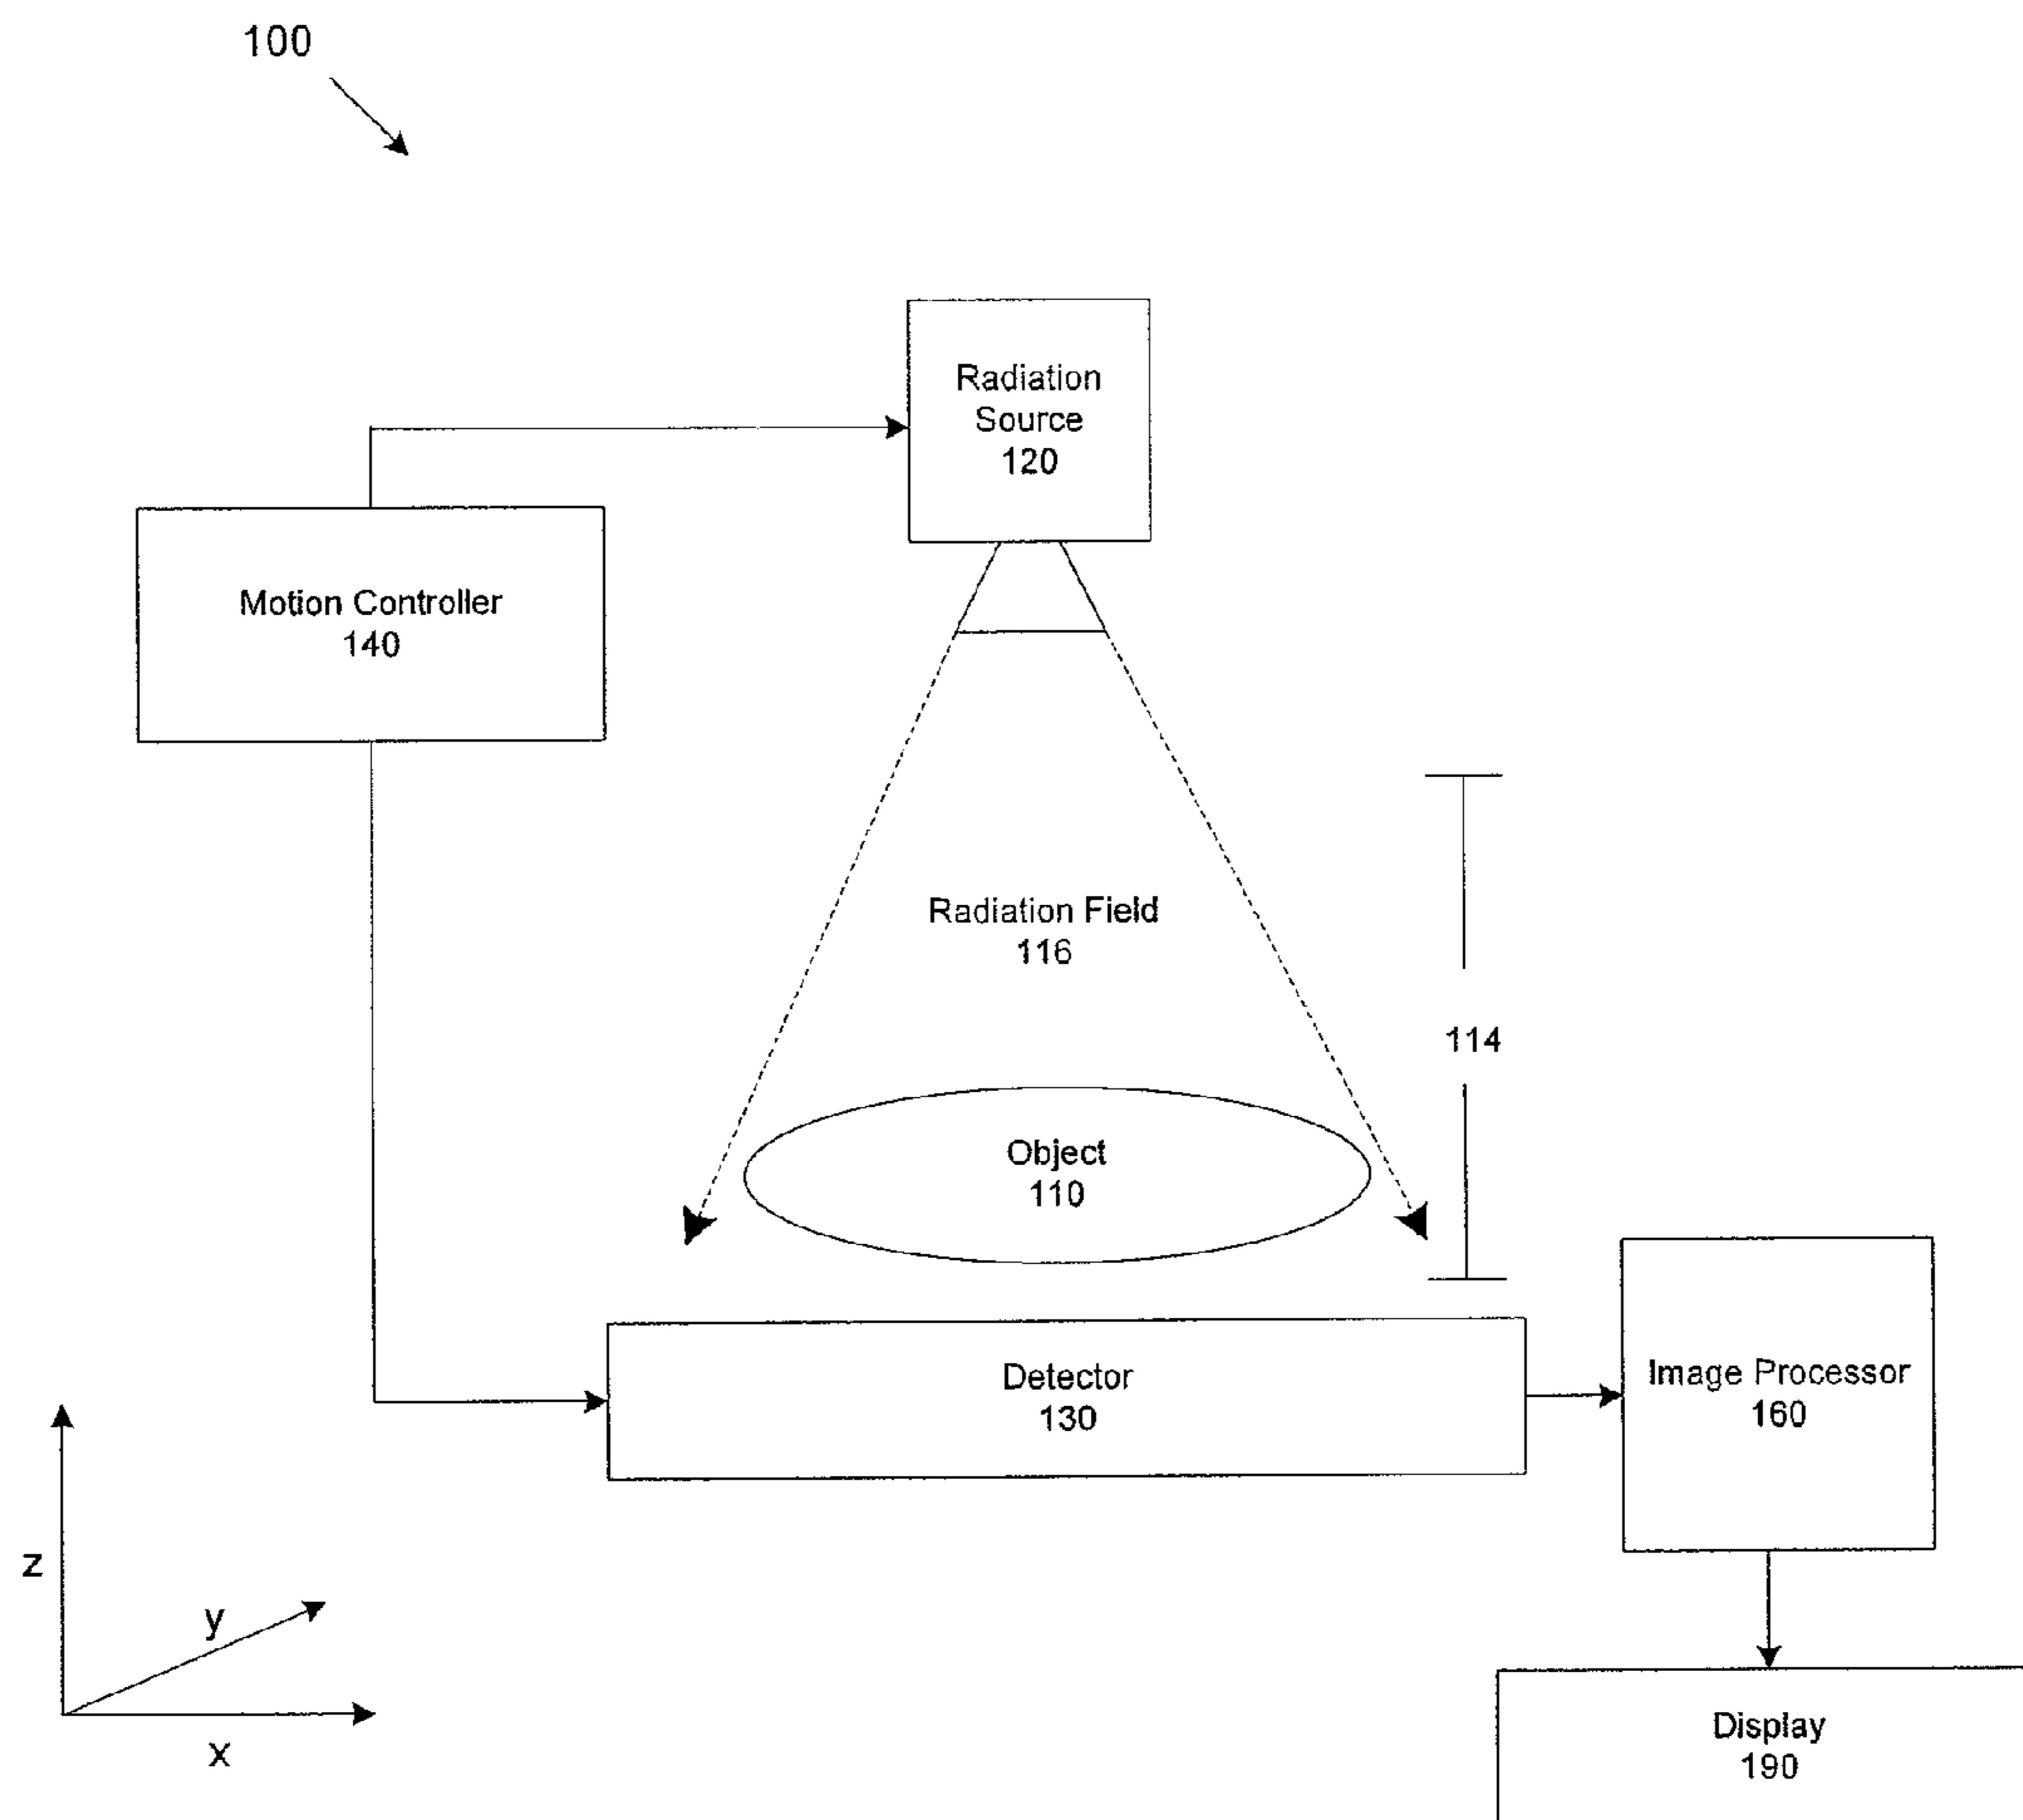 100
Radiation
Source
120
Motion Controller
140
Radiation Field
116
114
Object
110
Detector
130
Image Processor
160
z
y
x
Display
190